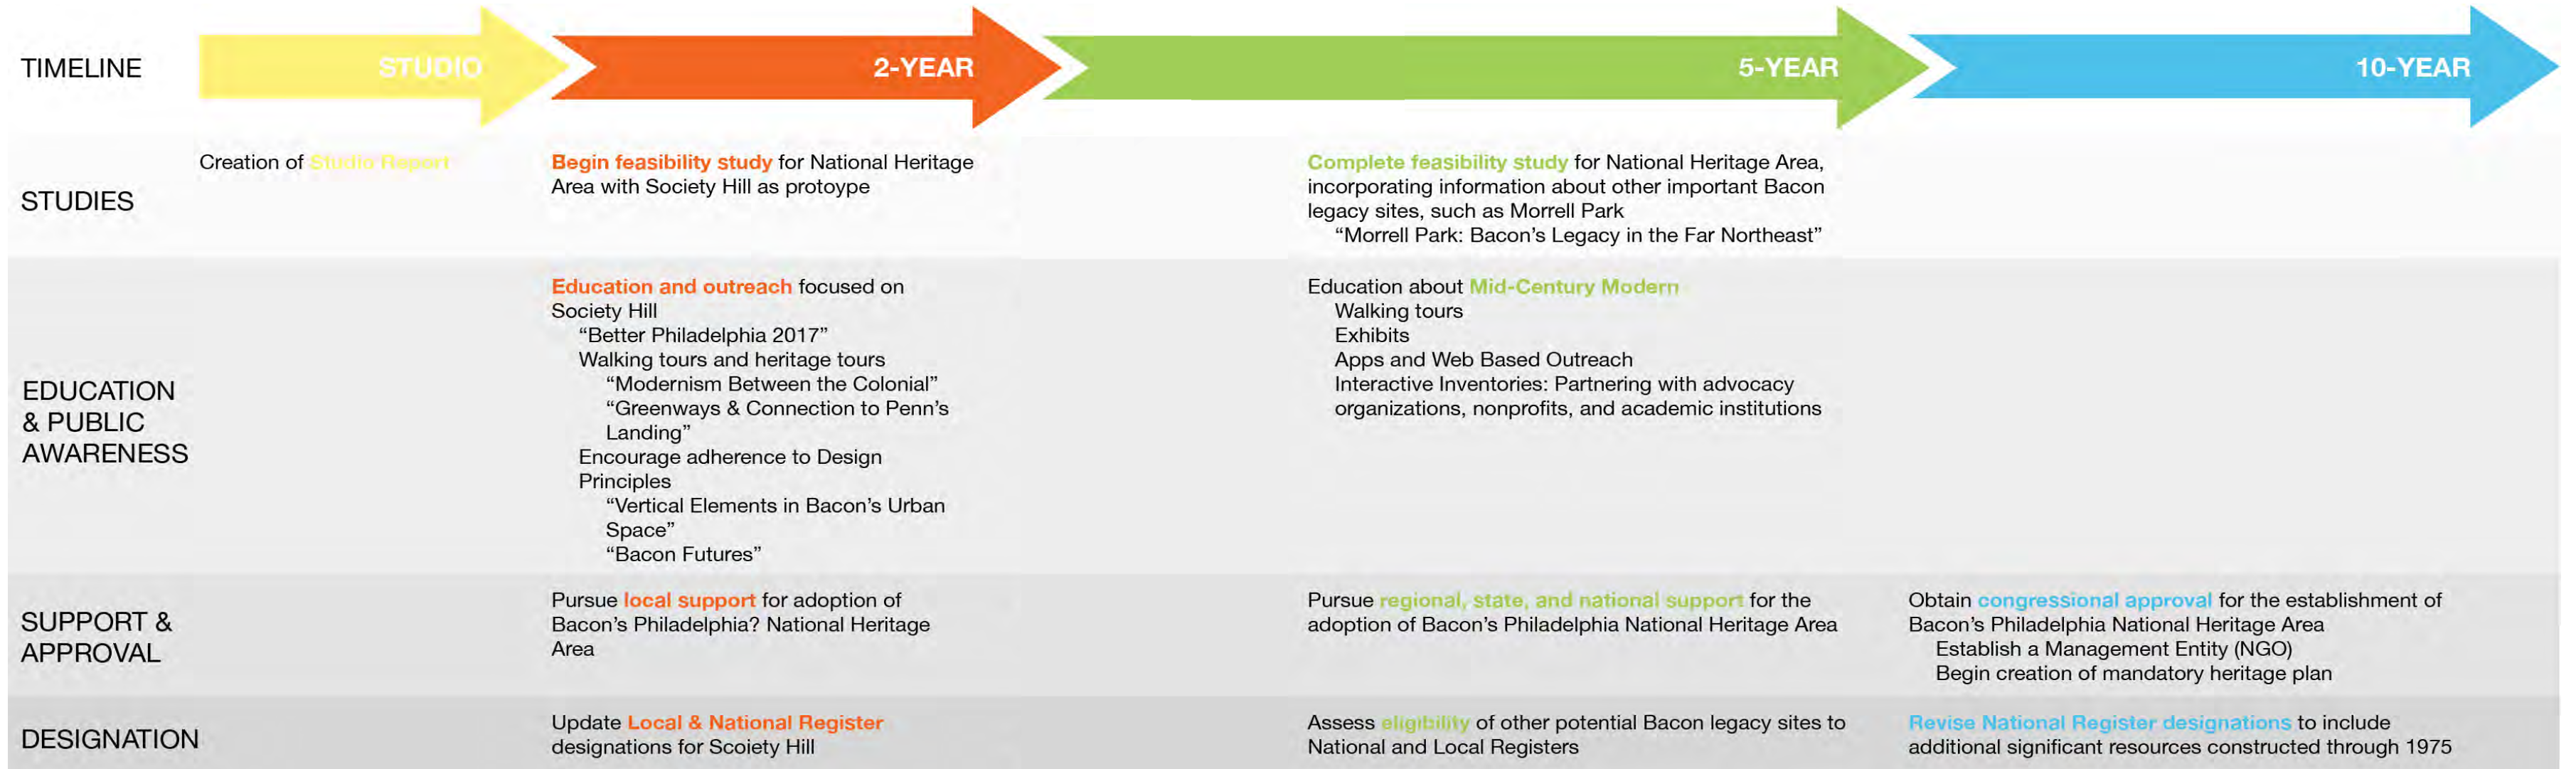 TIMELINE
STUDIO
2-YEAR
5-YEAR
10-YEAR
STUDIES
Creation of Studio Report
Begin feasibility study for National Heritage
Area with Society Hill as protoype
Complete feasibility study for National Heritage Area,
incorporating information about other important Bacon
legacy sites, such as Morrell Park
“Morrell Park: Bacon’s Legacy in the Far Northeast”
EDUCATION
& PUBLIC
AWARENESS
Education and outreach focused on
Society Hill
“Better Philadelphia 2017”
Walking tours and heritage tours
“Modernism Between the Colonial”
“Greenways & Connection to Penn’s
Landing”
Encourage adherence to Design
Principles
“Vertical Elements in Bacon’s Urban
Space”
“Bacon Futures”
Education about Mid-Century Modern
Walking tours
Exhibits
Apps and Web Based Outreach
Interactive Inventories: Partnering with advocacy
organizations, nonprofits, and academic institutions
SUPPORT &
APPROVAL
Pursue local support for adoption of
Bacon’s Philadelphia? National Heritage
Area
Pursue regional, state, and national support for the
adoption of Bacon’s Philadelphia National Heritage Area
Obtain congressional approval for the establishment of
Bacon’s Philadelphia National Heritage Area
Establish a Management Entity (NGO)
Begin creation of mandatory heritage plan
DESIGNATION
Update Local & National Register
designations for Scoiety Hill
Assess eligibility of other potential Bacon legacy sites to
National and Local Registers
Revise National Register designations to include
additional significant resources constructed through 1975